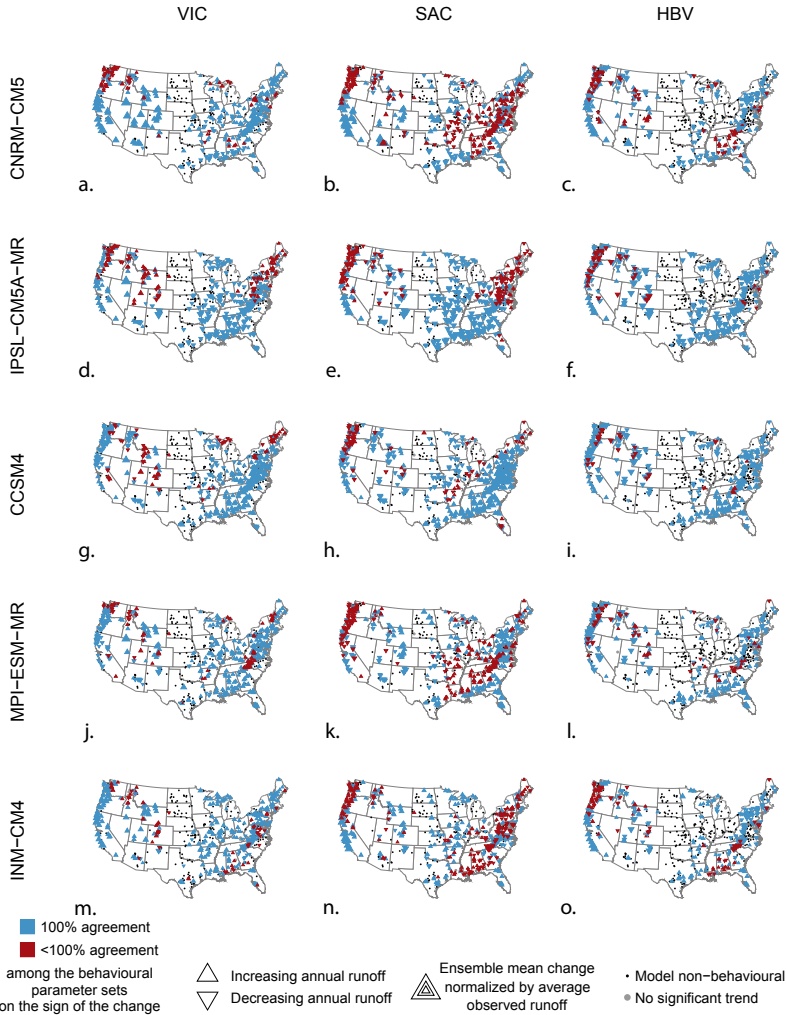 VIC SAC HBV
CNRM−CM5
a. b. c.
IPSL−CM5A−MR
d. e. f.
CCSM4
g. h. i.
MPI−ESM−MR
j. k. l.
INM−CM4
m. n. o.
100% agreement
<100% agreement
among the behavioural
parameter sets
on the sign of the change
Increasing annual runoff
Decreasing annual runoff
Ensemble mean change
normalized by average
observed runoff
Model non−behavioural
No significant trend